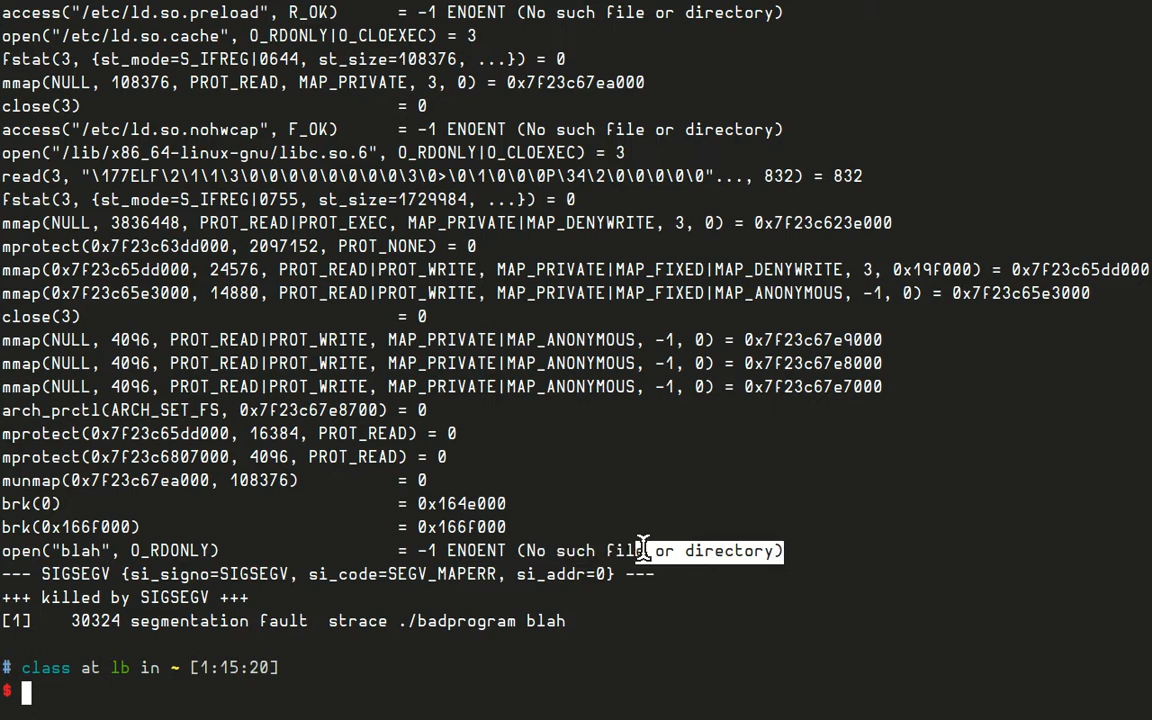 access("/etc/ld.so.preload", R_OK)      = -1 ENOENT (No such file or directory)
open("/etc/ld.so.cache", O_RDONLY|O_CLOEXEC) = 3
fstat(3, {st_mode=S_IFREG|0644, st_size=108376, ...}) = 0
mmap(NULL, 108376, PROT_READ, MAP_PRIVATE, 3, 0) = 0x7f23c67ea000
close(3)                                = 0
access("/etc/ld.so.nohwcap", F_OK)      = -1 ENOENT (No such file or directory)
open("/lib/x86_64-linux-gnu/libc.so.6", O_RDONLY|O_CLOEXEC) = 3
read(3, "\177ELF\2\1\1\3\0\0\0\0\0\0\0\0\3\0>\0\1\0\0\0P\34\2\0\0\0\0\0"..., 832) = 832
fstat(3, {st_mode=S_IFREG|0755, st_size=1729984, ...}) = 0
mmap(NULL, 3836448, PROT_READ|PROT_EXEC, MAP_PRIVATE|MAP_DENYWRITE, 3, 0) = 0x7f23c623e000
mprotect(0x7f23c63dd000, 2097152, PROT_NONE) = 0
mmap(0x7f23c65dd000, 24576, PROT_READ|PROT_WRITE, MAP_PRIVATE|MAP_FIXED|MAP_DENYWRITE, 3, 0x19f000) = 0x7f23c65dd000
mmap(0x7f23c65e3000, 14880, PROT_READ|PROT_WRITE, MAP_PRIVATE|MAP_FIXED|MAP_ANONYMOUS, -1, 0) = 0x7f23c65e3000
close(3)                                = 0
mmap(NULL, 4096, PROT_READ|PROT_WRITE, MAP_PRIVATE|MAP_ANONYMOUS, -1, 0) = 0x7f23c67e9000
mmap(NULL, 4096, PROT_READ|PROT_WRITE, MAP_PRIVATE|MAP_ANONYMOUS, -1, 0) = 0x7f23c67e8000
mmap(NULL, 4096, PROT_READ|PROT_WRITE, MAP_PRIVATE|MAP_ANONYMOUS, -1, 0) = 0x7f23c67e7000
arch_prctl(ARCH_SET_FS, 0x7f23c67e8700) = 0
mprotect(0x7f23c65dd000, 16384, PROT_READ) = 0
mprotect(0x7f23c6807000, 4096, PROT_READ) = 0
munmap(0x7f23c67ea000, 108376)          = 0
brk(0)                                  = 0x164e000
brk(0x166f000)                          = 0x166f000
open("blah", O_RDONLY)                  = -1 ENOENT (No such file or directory)
--- SIGSEGV {si_signo=SIGSEGV, si_code=SEGV_MAPERR, si_addr=0} ---
+++ killed by SIGSEGV +++
[1]    30324 segmentation fault  strace ./badprogram blah
# class at lb in ~ [1:15:20]
$